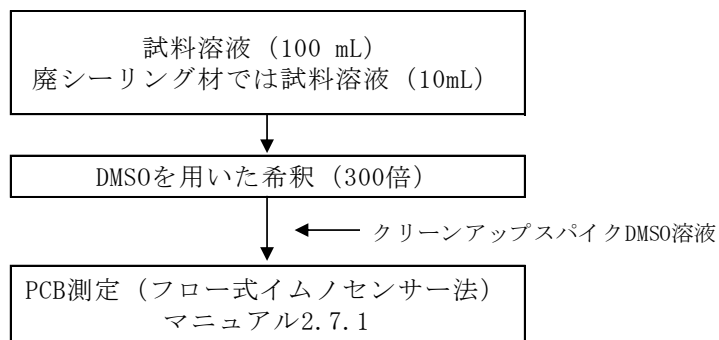 試料溶液 (100 mL)
廃シーリング材では試料溶液 (10mL)
DMSOを用いた希釈 (300倍)
クリーンアップスパイクDMSO溶液
PCB測定 (フロー式イムノセンサー法)
マニュアル2.7.1